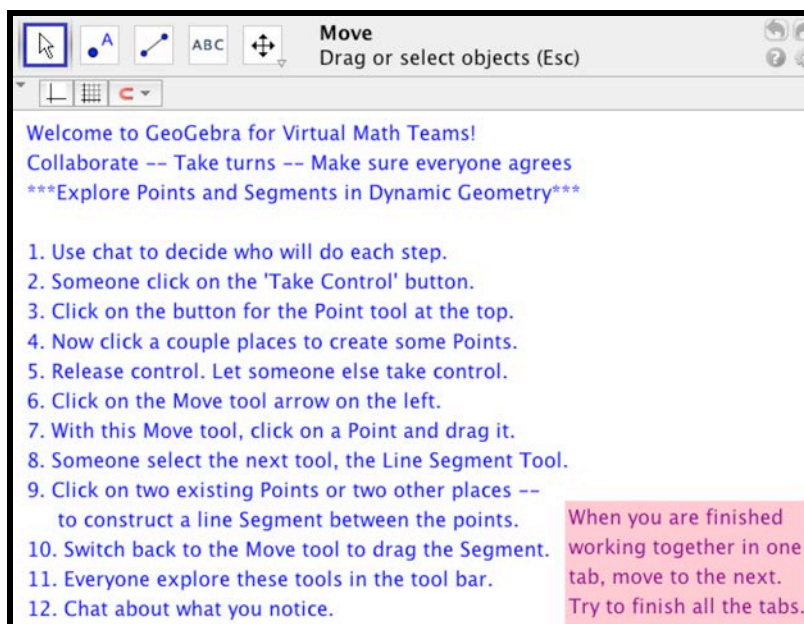 A
ABC
Move
Drag or select objects (Esc)
Welcome to GeoGebra for Virtual Math Teams!
Collaborate -- Take turns -- Make sure everyone agrees
***Explore Points and Segments in Dynamic Geometry***
1. Use chat to decide who will do each step.
2. Someone click on the 'Take Control' button.
3. Click on the button for the Point tool at the top.
4. Now click a couple places to create some Points.
5. Release control. Let someone else take control.
6. Click on the Move tool arrow on the left.
7. With this Move tool, click on a Point and drag it.
8. Someone select the next tool, the Line Segment Tool.
9. Click on two existing Points or two other places --
to construct a line Segment between the points.
10. Switch back to the Move tool to drag the Segment.
11. Everyone explore these tools in the tool bar.
12. Chat about what you notice.
When you are finished
working together in one
tab, move to the next.
Try to finish all the tabs.